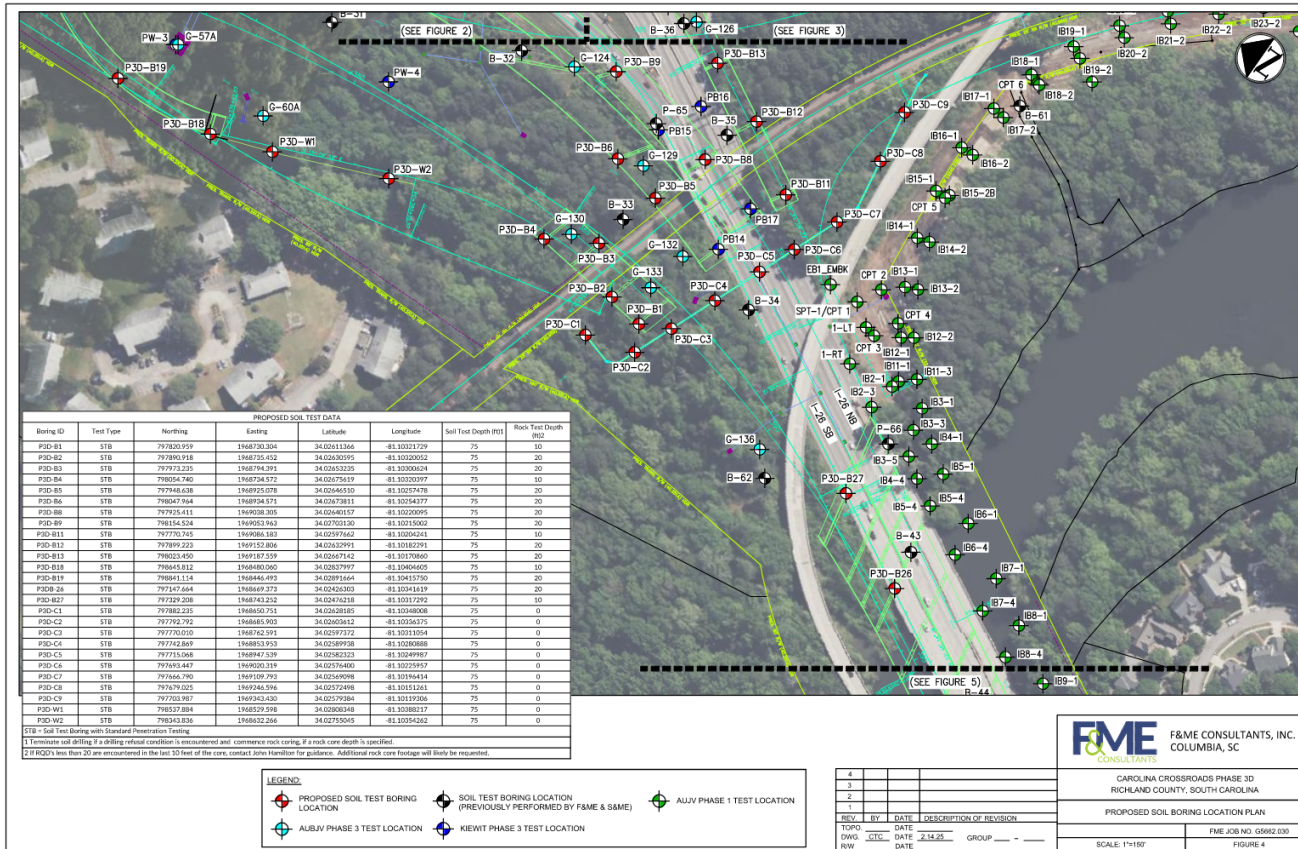 (SEE FIGURE 2)
(SEE FIGURE 3)
B-31
B-36
G-126
PW-3
G-57A
B-32
G-124
P3D-B9
P3D-B13
P3D-B19
PW-4
G-60A
P3D-B18
P3D-W1
P3D-W2
P-65
PB15
PB16
B-35
P3D-B12
P3D-B6
G-129
P3D-B8
P3D-B5
P3D-B11
B-33
PB17
G-130
P3D-B4
P3D-B3
G-132
PB14
P3D-C5
P3D-C6
P3D-C7
P3D-C8
P3D-C9
G-133
P3D-B2
P3D-B1
P3D-C4
B-34
P3D-C1
P3D-C3
P3D-C2
EB1_EMBK
SPT-1/CPT 1
1-LT
1-RT
CPT 2
CPT 3
CPT 4
CPT 5
CPT 6
IB23-2
IB22-2
IB21-2
IB20-2
IB19-1
IB19-2
IB18-1
IB18-2
B-61
IB17-1
IB17-2
IB16-1
IB16-2
IB15-1
IB15-2B
IB14-1
IB14-2
IB13-1
IB13-2
IB12-2
IB12-1
IB11-1
IB11-3
IB2-1
IB2-3
IB3-1
IB3-3
P-66
IB4-1
IB3-5
IB4-4
IB5-1
IB5-4
IB6-1
IB6-4
IB7-1
IB7-4
IB8-1
IB8-4
IB9-1
B-44
G-136
B-62
P3D-B27
B-43
P3D-B26
I-26 SB
I-26 NB
(SEE FIGURE 5)
PROPOSED SOIL TEST DATA
Boring ID Test Type Northing Easting Latitude Longitude Soil Test Depth (ft)1 Rock Test Depth (ft)2
P3D-B1 STB 797820.959 1968730.304 34.02611366 -81.10321729 75 10
P3D-B2 STB 797890.918 1968735.452 34.02630595 -81.10320052 75 20
P3D-B3 STB 797973.235 1968794.391 34.02653235 -81.10300624 75 20
P3D-B4 STB 798054.740 1968734.572 34.02675619 -81.10320397 75 10
P3D-B5 STB 797948.638 1968925.078 34.02646510 -81.10257478 75 20
P3D-B6 STB 798047.964 1968934.571 34.02673811 -81.10254377 75 20
P3D-B8 STB 797925.411 1969038.305 34.02640157 -81.10220095 75 20
P3D-B9 STB 798154.524 1969053.963 34.02703130 -81.10215002 75 20
P3D-B11 STB 797770.745 1969086.183 34.02597662 -81.10204241 75 10
P3D-B12 STB 797899.223 1969152.806 34.02632991 -81.10182291 75 20
P3D-B13 STB 798023.450 1969187.559 34.02667142 -81.10170860 75 20
P3D-B18 STB 798645.812 1968480.060 34.02837997 -81.10404605 75 10
P3D-B19 STB 798841.114 1968446.493 34.02891664 -81.10415750 75 20
P3DB-26 STB 797147.664 1968669.373 34.02426303 -81.10341619 75 20
P3D-B27 STB 797329.208 1968743.252 34.02476218 -81.10317292 75 10
P3D-C1 STB 797882.235 1968650.751 34.02628185 -81.10348008 75 0
P3D-C2 STB 797792.792 1968685.903 34.02603612 -81.10336375 75 0
P3D-C3 STB 797770.010 1968762.591 34.02597372 -81.10311054 75 0
P3D-C4 STB 797742.869 1968853.953 34.02589938 -81.10280888 75 0
P3D-C5 STB 797715.068 1968947.539 34.02582323 -81.10249987 75 0
P3D-C6 STB 797693.447 1969020.319 34.02576400 -81.10225957 75 0
P3D-C7 STB 797666.790 1969109.793 34.02569098 -81.10196414 75 0
P3D-C8 STB 797679.025 1969246.596 34.02572498 -81.10151261 75 0
P3D-C9 STB 797703.987 1969343.430 34.02579384 -81.10119306 75 0
P3D-W1 STB 798537.884 1968529.598 34.02808348 -81.10388217 75 0
P3D-W2 STB 798343.836 1968632.266 34.02755045 -81.10354262 75 0
STB = Soil Test Boring with Standard Penetration Testing
1 Terminate soil drilling if a drilling refusal condition is encountered and commence rock coring, if a rock core depth is specified.
2 If RQD's less than 20 are encountered in the last 10 feet of the core, contact John Hamilton for guidance. Additional rock core footage will likely be requested.
LEGEND:
PROPOSED SOIL TEST BORING LOCATION
SOIL TEST BORING LOCATION (PREVIOUSLY PERFORMED BY F&ME & S&ME)
AUJV PHASE 1 TEST LOCATION
AUBJV PHASE 3 TEST LOCATION
KIEWIT PHASE 3 TEST LOCATION
4
3
2
1
REV. BY DATE DESCRIPTION OF REVISION
TOPO. DATE
DWG. CTC DATE 2.14.25 GROUP -
R/W DATE
F&ME CONSULTANTS
F&ME CONSULTANTS, INC.
COLUMBIA, SC
CAROLINA CROSSROADS PHASE 3D
RICHLAND COUNTY, SOUTH CAROLINA
PROPOSED SOIL BORING LOCATION PLAN
FME JOB NO. G5662.030
SCALE: 1"=150'
FIGURE 4